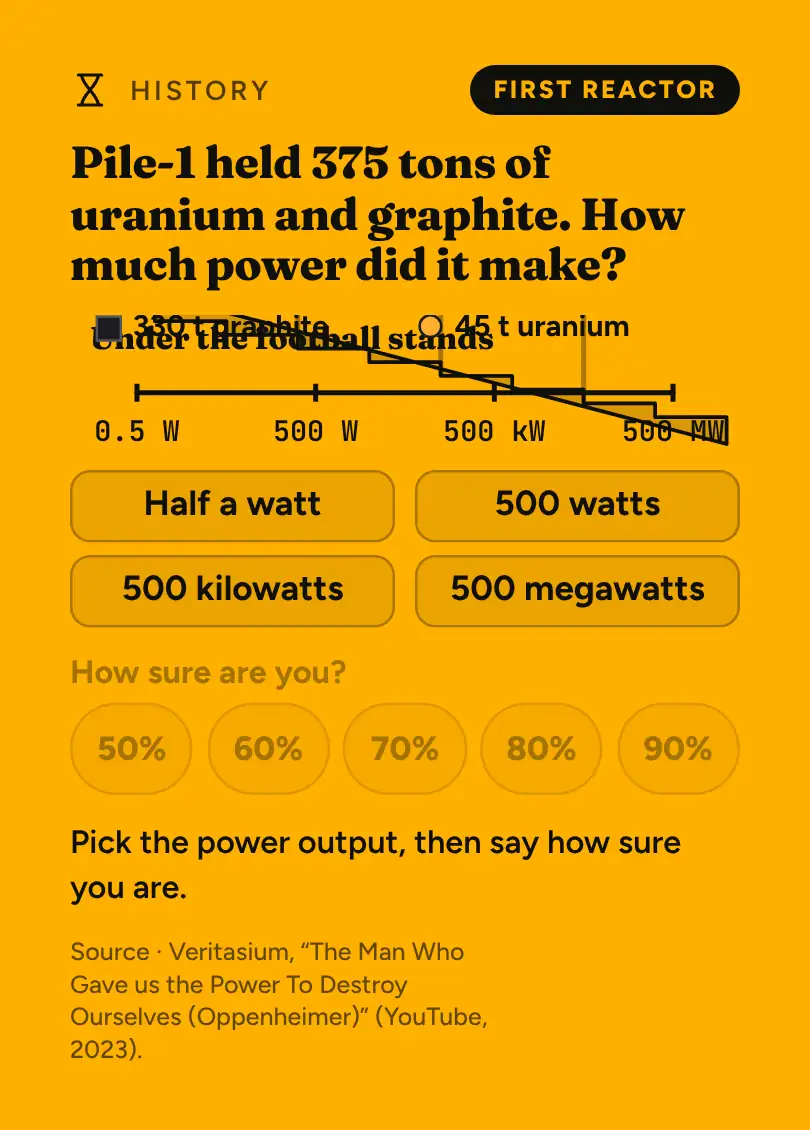 HISTORY
FIRST REACTOR
Pile-1 held 375 tons of
uranium and graphite. How
much power did it make?
330 t graphite
45 t uranium
Under the football stands
0.5 W
500 W
500 kW
500 MW
Half a watt
500 watts
500 kilowatts
500 megawatts
How sure are you?
50%
60%
70%
80%
90%
Pick the power output, then say how sure
you are.
Source · Veritasium, “The Man Who
Gave us the Power To Destroy
Ourselves (Oppenheimer)” (YouTube,
2023).